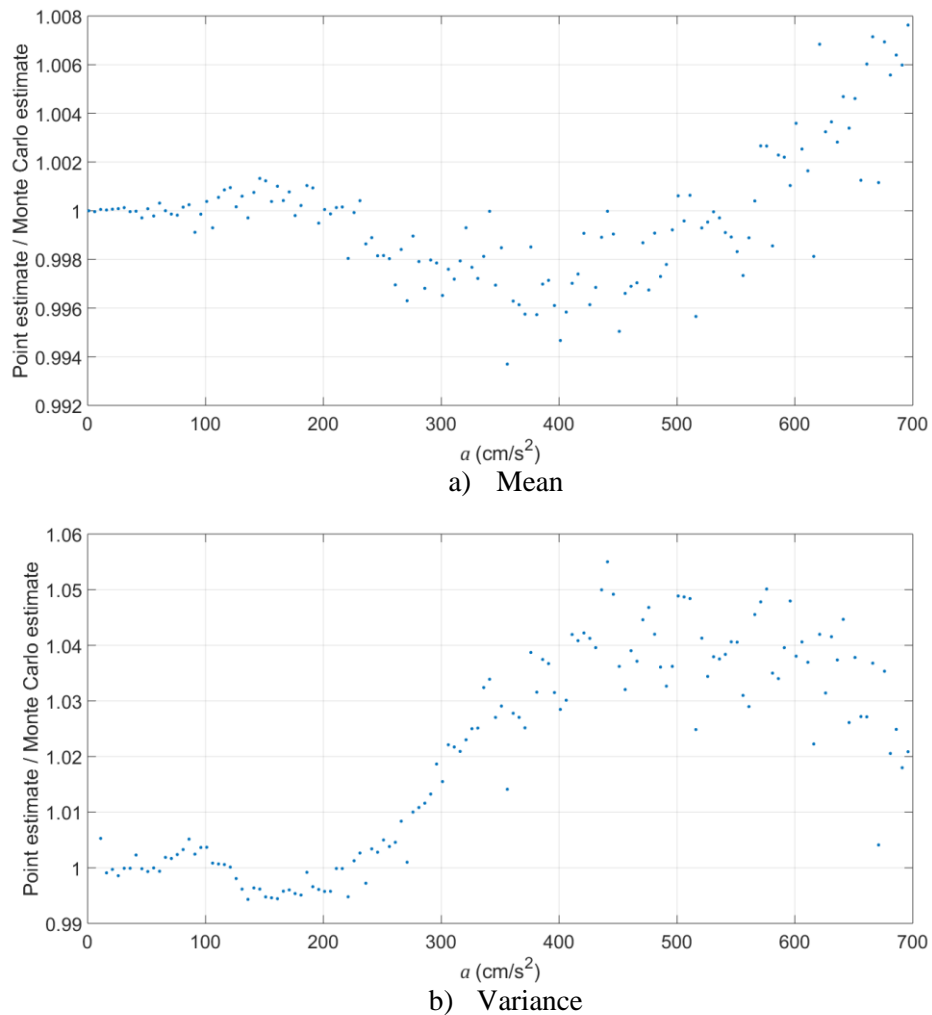 1.008
1.006
1.004
1.002
1
0.998
0.996
0.994
0.992
Point estimate / Monte Carlo estimate
0 100 200 300 400 500 600 700
a (cm/s²)
a) Mean
1.06
1.05
1.04
1.03
1.02
1.01
1
0.99
Point estimate / Monte Carlo estimate
0 100 200 300 400 500 600 700
a (cm/s²)
b) Variance